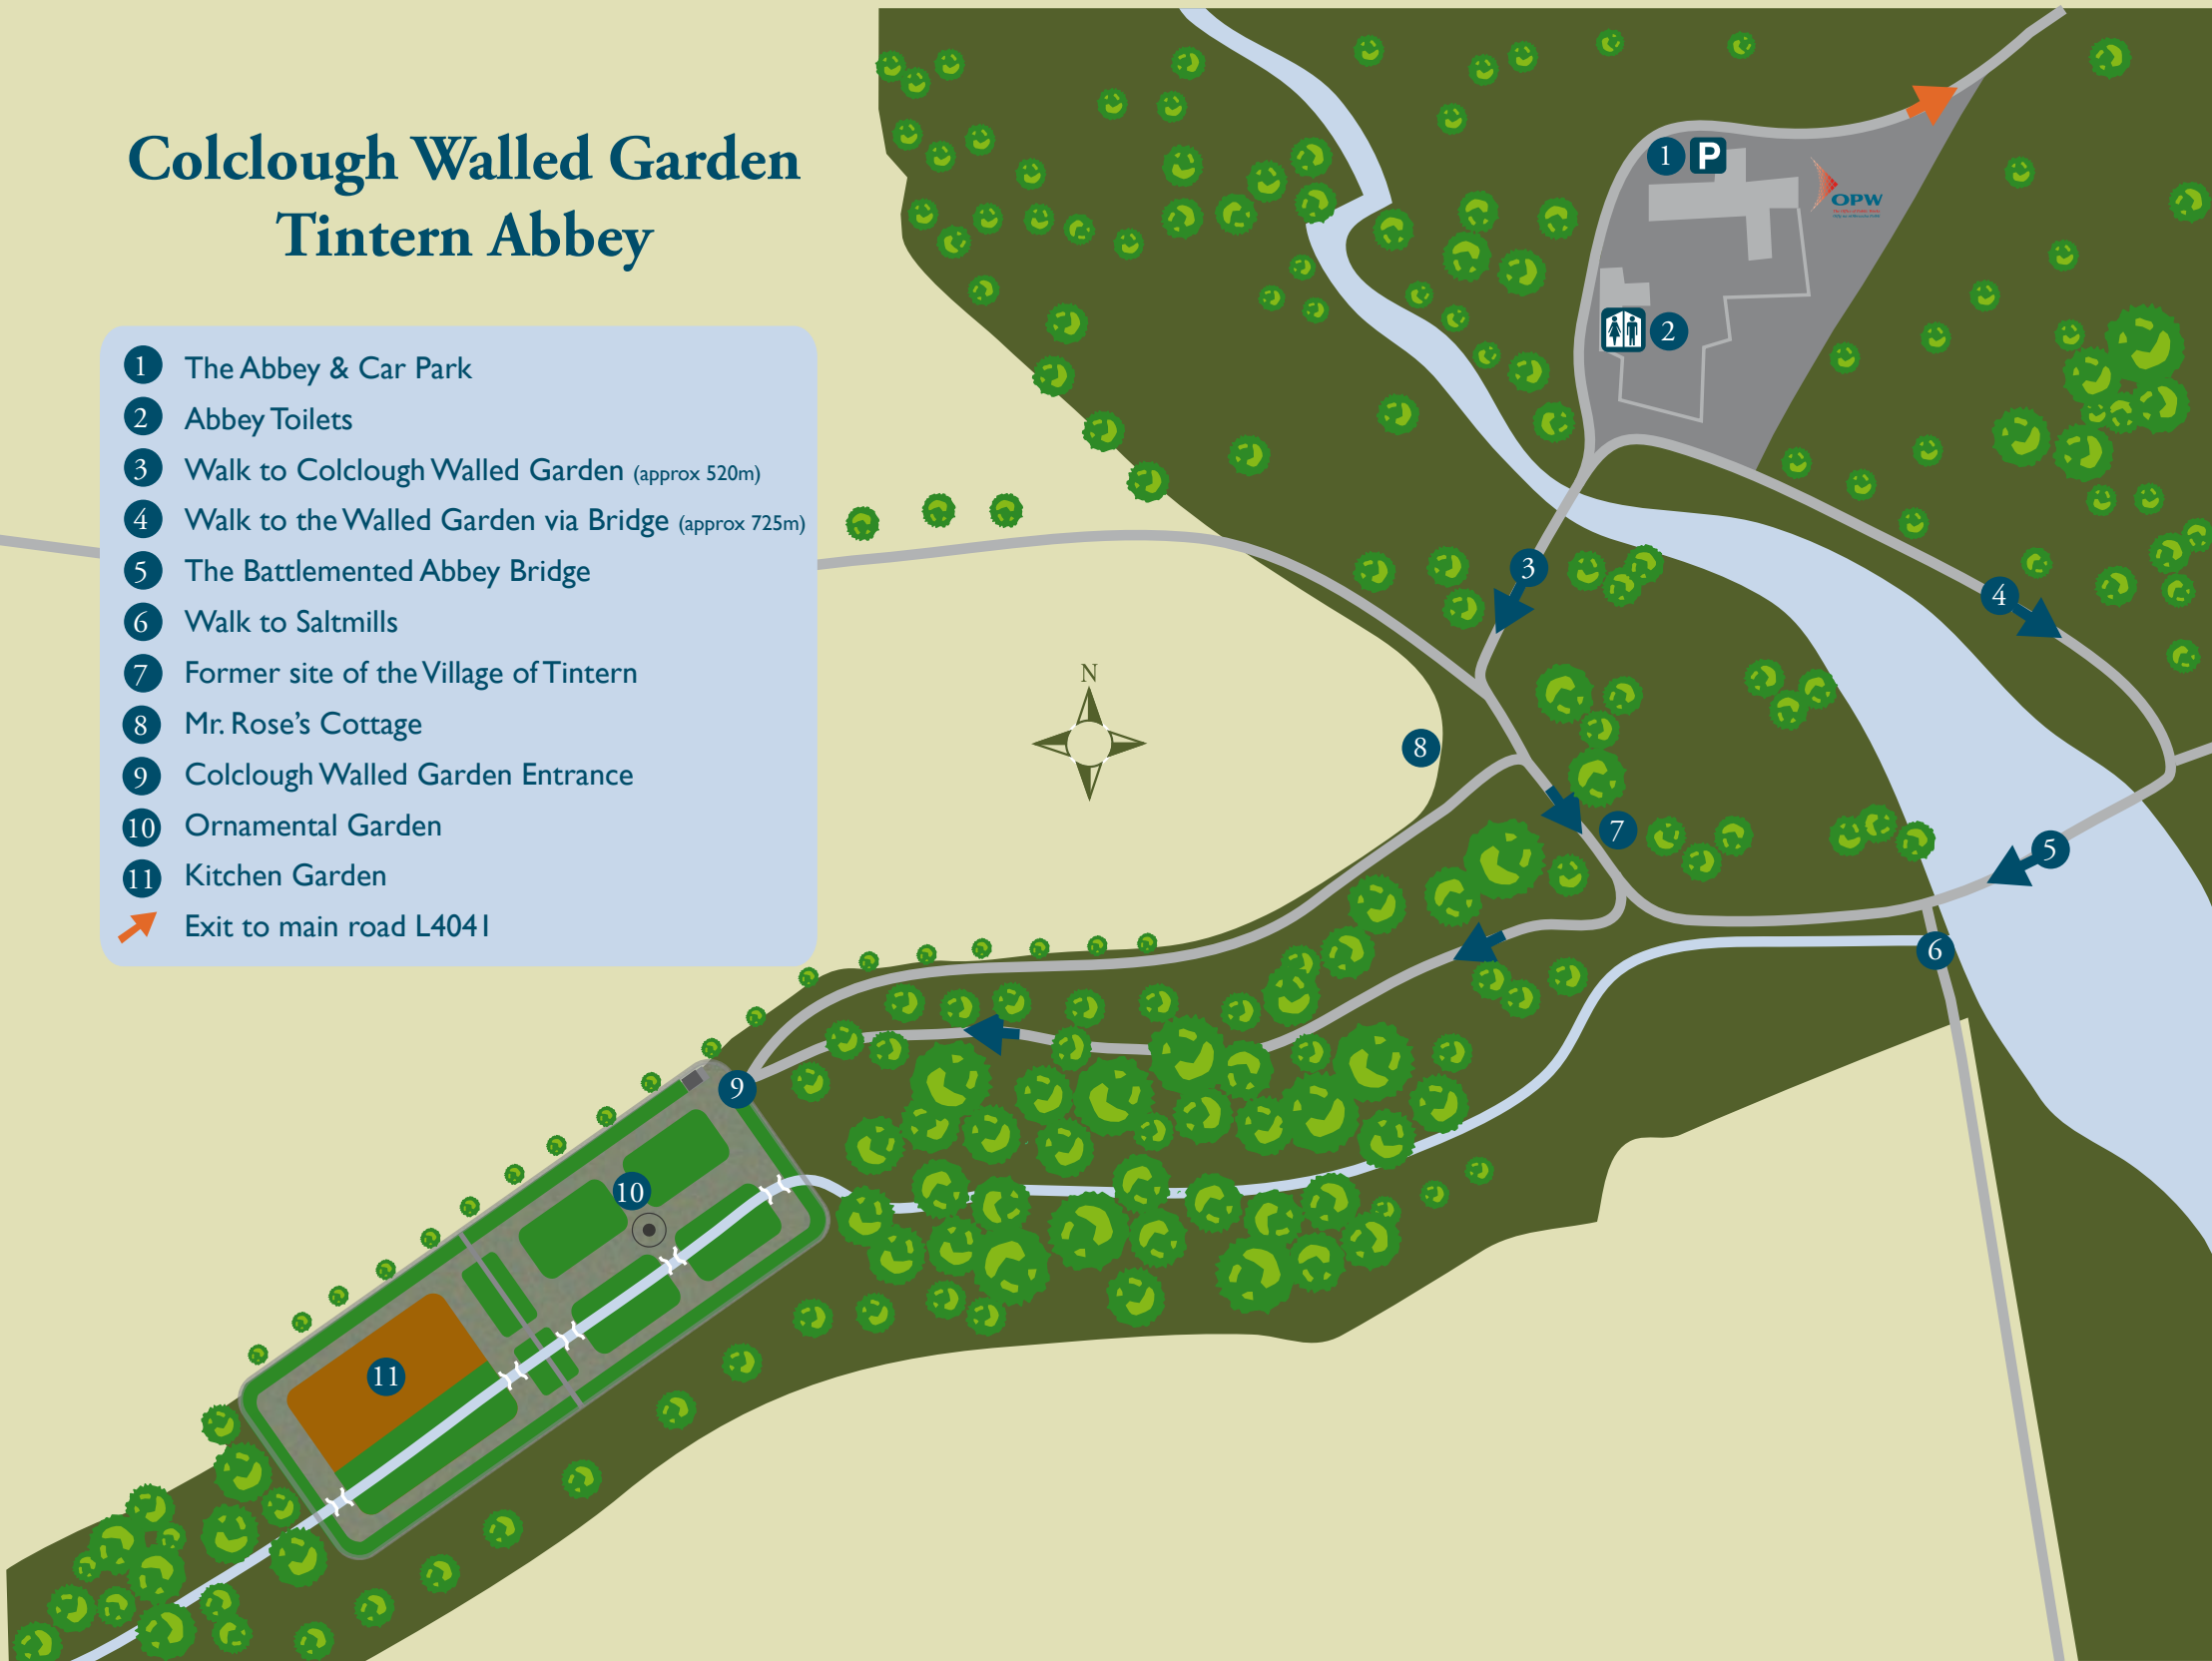 Colclough Walled Garden
Tintern Abbey
1 The Abbey & Car Park
2 Abbey Toilets
3 Walk to Colclough Walled Garden (approx 520m)
4 Walk to the Walled Garden via Bridge (approx 725m)
5 The Battlemented Abbey Bridge
6 Walk to Saltmills
7 Former site of the Village of Tintern
8 Mr. Rose's Cottage
9 Colclough Walled Garden Entrance
10 Ornamental Garden
11 Kitchen Garden
Exit to main road L4041
1 P
OPW
2
3
4
N
8
7
5
6
9
10
11